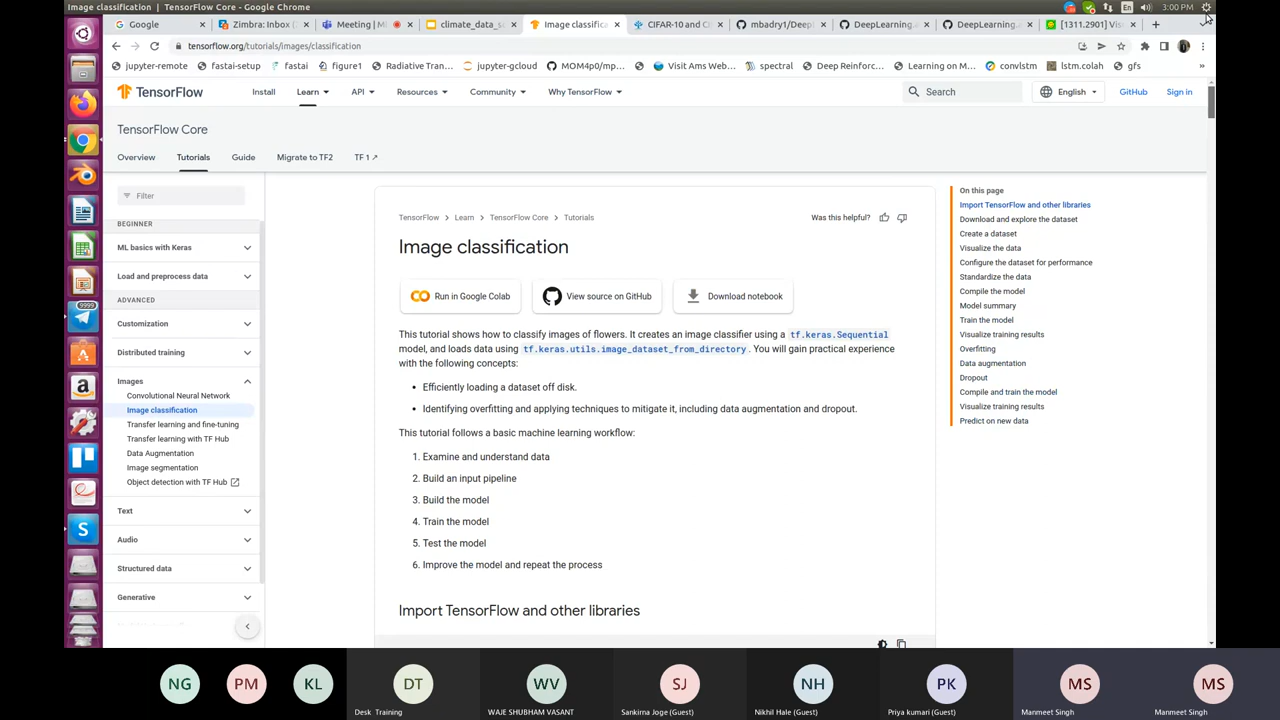 Image classification | TensorFlow Core - Google Chrome
En
3:00 PM
Google
Zimbra: Inbox (
Meeting | M
climate_data_s
Image classifica
CIFAR-10 and C
mbadry1/Deep
DeepLearning.
DeepLearning.
[1311.2901] Vis
tensorflow.org/tutorials/images/classification
jupyter-remote
fastai-setup
fastai
figure1
Radiative Tran...
jupyter-gcloud
MOM4p0/mp...
Visit Ams Web...
spectral
Deep Reinforc...
Learning on M...
convlstm
lstm.colah
gfs
»
TensorFlow
Install
Learn
API
Resources
Community
Why TensorFlow
Search
English
GitHub
Sign in
TensorFlow Core
Overview
Tutorials
Guide
Migrate to TF2
TF 1 ↗
Filter
BEGINNER
ML basics with Keras
Load and preprocess data
ADVANCED
Customization
Distributed training
Images
Convolutional Neural Network
Image classification
Transfer learning and fine-tuning
Transfer learning with TF Hub
Data Augmentation
Image segmentation
Object detection with TF Hub
Text
Audio
Structured data
Generative
TensorFlow > Learn > TensorFlow Core > Tutorials
Was this helpful?
Image classification
Run in Google Colab
View source on GitHub
Download notebook
This tutorial shows how to classify images of flowers. It creates an image classifier using a tf.keras.Sequential
model, and loads data using tf.keras.utils.image_dataset_from_directory. You will gain practical experience
with the following concepts:
• Efficiently loading a dataset off disk.
• Identifying overfitting and applying techniques to mitigate it, including data augmentation and dropout.
This tutorial follows a basic machine learning workflow:
1. Examine and understand data
2. Build an input pipeline
3. Build the model
4. Train the model
5. Test the model
6. Improve the model and repeat the process
Import TensorFlow and other libraries
On this page
Import TensorFlow and other libraries
Download and explore the dataset
Create a dataset
Visualize the data
Configure the dataset for performance
Standardize the data
Compile the model
Model summary
Train the model
Visualize training results
Overfitting
Data augmentation
Dropout
Compile and train the model
Visualize training results
Predict on new data
9999
NG
PM
KL
DT
Desk Training
WV
WAJE SHUBHAM VASANT
SJ
Sankirna Joge (Guest)
NH
Nikhil Hale (Guest)
PK
Priya kumari (Guest)
MS
Manmeet Singh
MS
Manmeet Singh